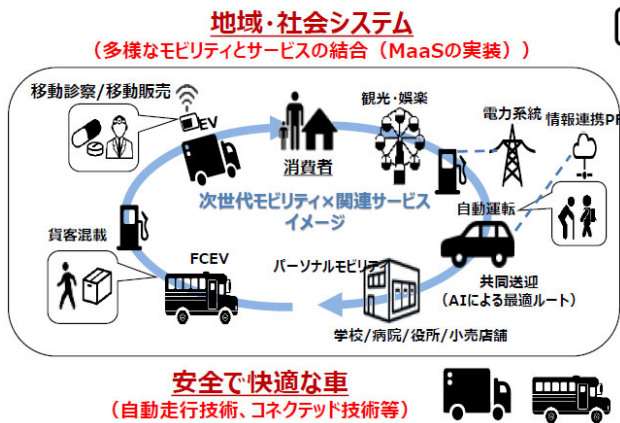 地域・社会システム
（多様なモビリティとサービスの結合（MaaSの実装））
移動診察/移動販売
EV
消費者
観光・娯楽
電力系統
情報連携PF
次世代モビリティ×関連サービス
イメージ
自動運転
貨客混載
FCEV
パーソナルモビリティ
共同送迎
（AIによる最適ルート）
学校/病院/役所/小売店舗
安全で快適な車
（自動走行技術、コネクテッド技術等）